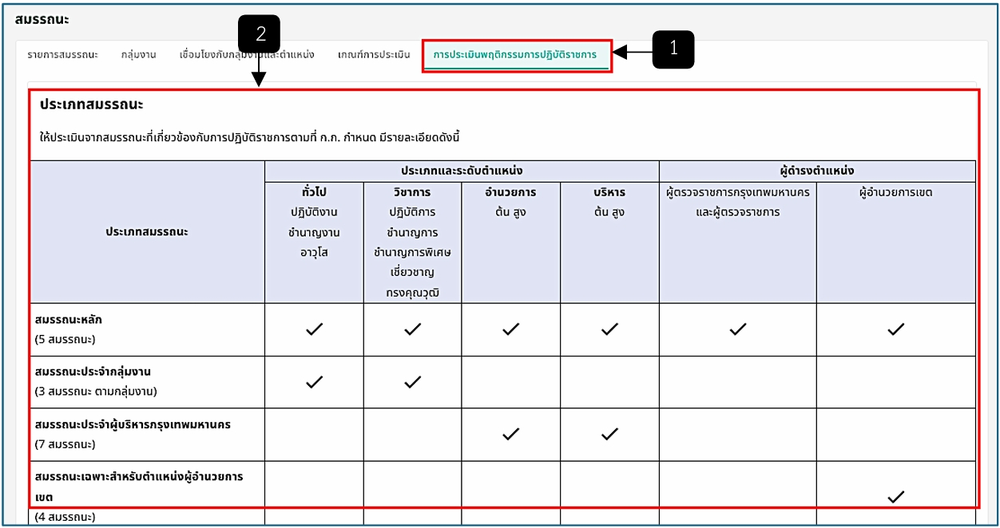 สมรรถนะ
2
1
รายการสมรรถนะ กลุ่มงาน เชื่อมโยงกับกลุ่มงานและตำแหน่ง เกณฑ์การประเมิน การประเมินพฤติกรรมการปฏิบัติราชการ
ประเภทสมรรถนะ
ให้ประเมินจากสมรรถนะที่เกี่ยวข้องกับการปฏิบัติราชการตามที่ ก.ก. กำหนด มีรายละเอียดดังนี้
ประเภทสมรรถนะ
ประเภทและระดับตำแหน่ง
ผู้ดำรงตำแหน่ง
ทั่วไป
ปฏิบัติงาน
ชำนาญงาน
อาวุโส
วิชาการ
ปฏิบัติการ
ชำนาญการ
ชำนาญการพิเศษ
เชี่ยวชาญ
ทรงคุณวุฒิ
อำนวยการ
ต้น สูง
บริหาร
ต้น สูง
ผู้ตรวจราชการกรุงเทพมหานคร
และผู้ตรวจราชการ
ผู้อำนวยการเขต
สมรรถนะหลัก
(5 สมรรถนะ)
✓ ✓ ✓ ✓ ✓ ✓
สมรรถนะประจำกลุ่มงาน
(3 สมรรถนะ ตามกลุ่มงาน)
✓ ✓
สมรรถนะประจำผู้บริหารกรุงเทพมหานคร
(7 สมรรถนะ)
✓ ✓
สมรรถนะเฉพาะสำหรับตำแหน่งผู้อำนวยการ
เขต
(4 สมรรถนะ)
✓